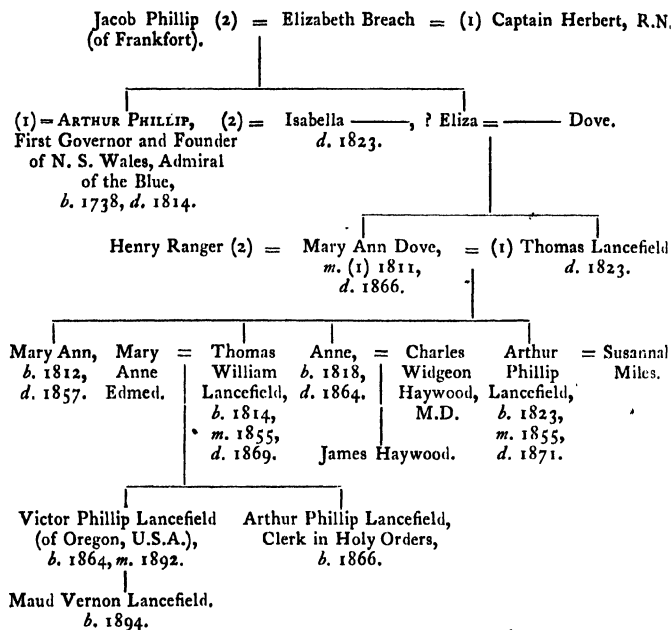 Jacob Phillip (2) = Elizabeth Breach = (1) Captain Herbert, R.N.
(of Frankfort).
(1) = ARTHUR PHILLIP, (2) = Isabella ———, ? Eliza = ——— Dove.
First Governor and Founder d. 1823.
of N. S. Wales, Admiral
of the Blue,
b. 1738, d. 1814.
Henry Ranger (2) = Mary Ann Dove, = (1) Thomas Lancefield
m. (1) 1811, d. 1823.
d. 1866.
Mary Ann, Mary = Thomas Anne, = Charles Arthur = Susannal
b. 1812, Anne William b. 1818, Widgeon Phillip Miles.
d. 1857. Edmed. Lancefield, d. 1864. Haywood, Lancefield,
b. 1814, M.D. b. 1823,
m. 1855, m. 1855,
d. 1869. James Haywood. d. 1871.
Victor Phillip Lancefield Arthur Phillip Lancefield,
(of Oregon, U.S.A.), Clerk in Holy Orders,
b. 1864, m. 1892. b. 1866.
Maud Vernon Lancefield.
b. 1894.